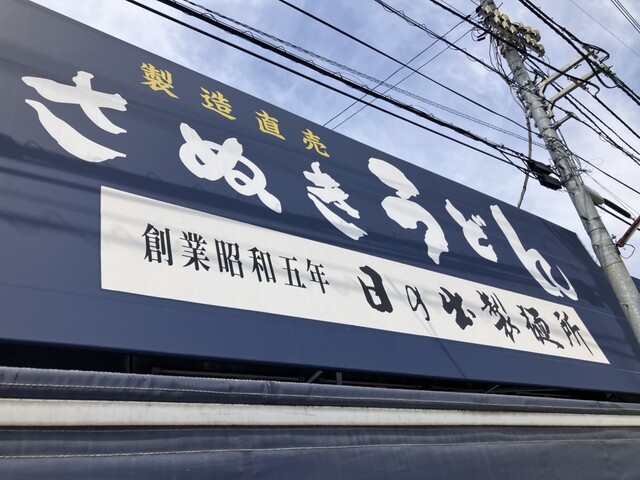 製造直売
さぬきうどん
創業昭和五年 日の出製麺所